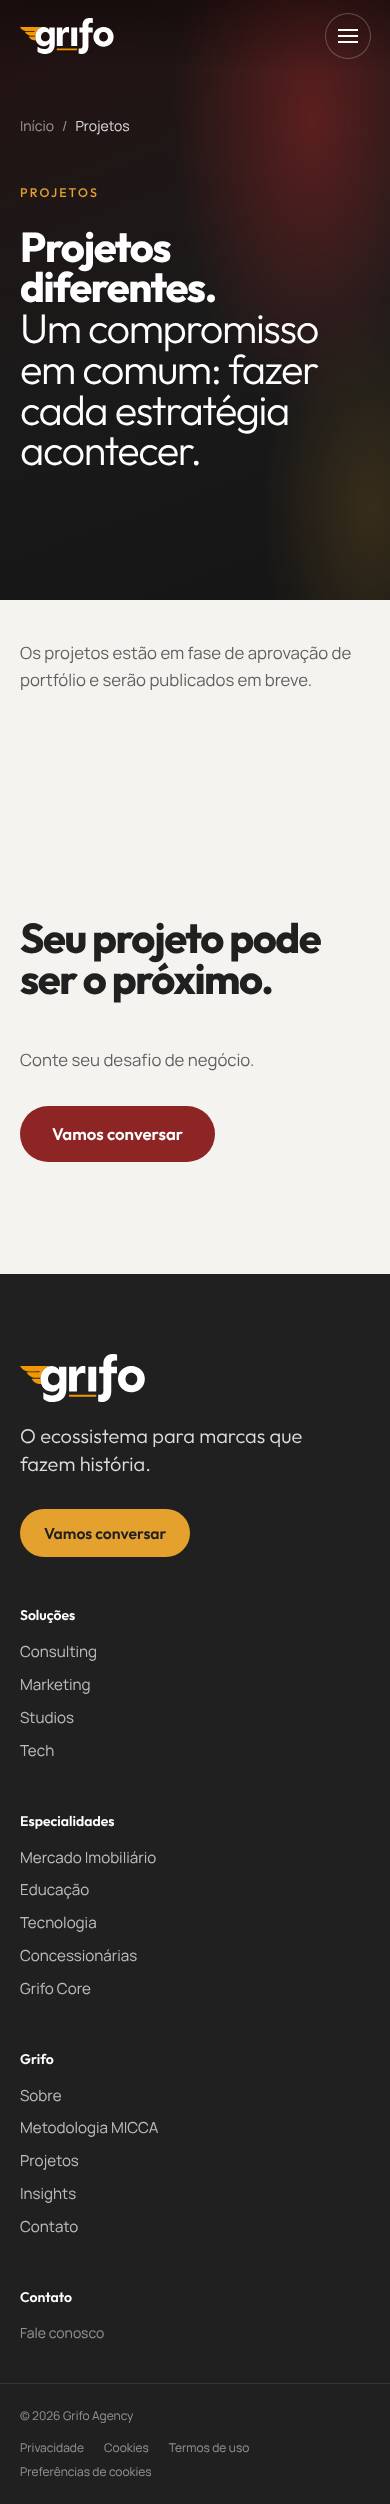 grifo
Início / Projetos
PROJETOS
Projetos
diferentes.
Um compromisso
em comum: fazer
cada estratégia
acontecer.
Os projetos estão em fase de aprovação de
portfólio e serão publicados em breve.
Seu projeto pode
ser o próximo.
Conte seu desafio de negócio.
Vamos conversar
grifo
O ecossistema para marcas que
fazem história.
Vamos conversar
Soluções
Consulting
Marketing
Studios
Tech
Especialidades
Mercado Imobiliário
Educação
Tecnologia
Concessionárias
Grifo Core
Grifo
Sobre
Metodologia MICCA
Projetos
Insights
Contato
Contato
Fale conosco
© 2026 Grifo Agency
Privacidade Cookies Termos de uso
Preferências de cookies